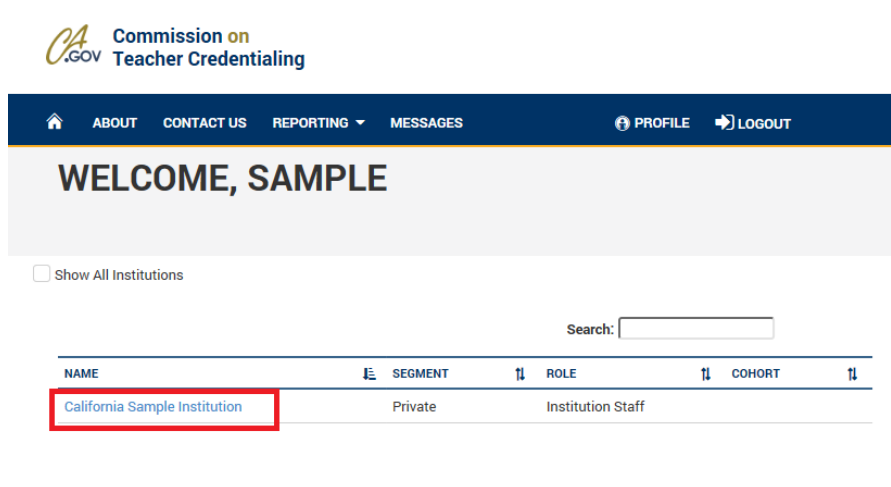 CA.GOV Commission on
Teacher Credentialing
ABOUT CONTACT US REPORTING MESSAGES PROFILE LOGOUT
WELCOME, SAMPLE
Show All Institutions
Search:
NAME SEGMENT ROLE COHORT
California Sample Institution Private Institution Staff